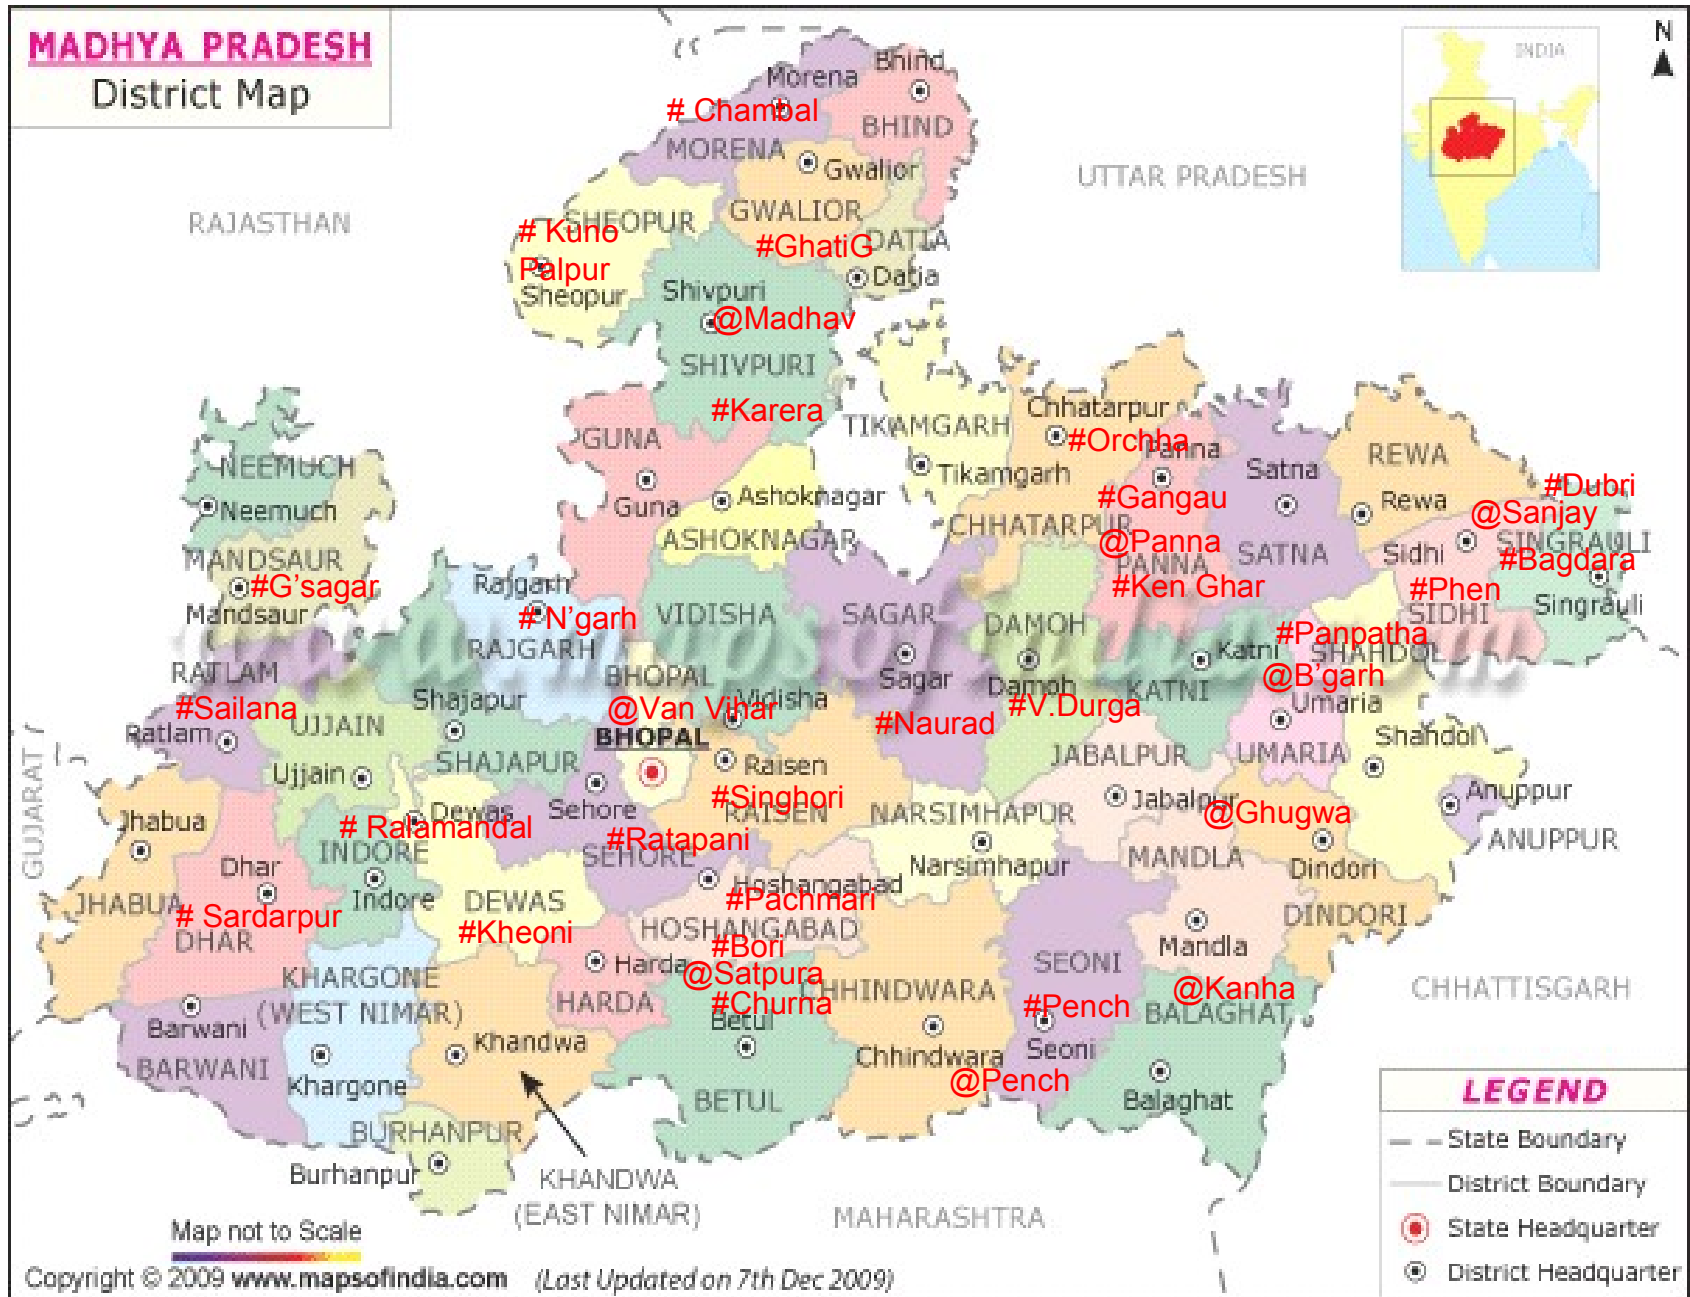 MADHYA PRADESH
District Map
N
INDIA
Bhind
Morena
# Chambal
BHIND
MORENA
Gwalior
UTTAR PRADESH
RAJASTHAN
SHEOPUR
GWALIOR
# Kuno
Palpur
#GhatiG
DATIA
Datia
Sheopur
Shivpuri
@Madhav
SHIVPURI
#Karera
Chhatarpur
TIKAMGARH
#Orchha
Panna
GUNA
REWA
NEEMUCH
Satna
Tikamgarh
Guna
Ashoknagar
#Gangau
Rewa
#Dubri
@Sanjay
Neemuch
CHHATARPUR
ASHOKNAGAR
@Panna
SINGRAULI
MANDSAUR
PANNA
SATNA
Sidhi
#Bagdara
#G'sagar
Rajgarh
#Ken Ghar
#Phen
Singrauli
Mandsaur
# N'garh
VIDISHA
SAGAR
DAMOH
SIDHI
#Panpatha
RAJGARH
Katni
SHAHDOL
RATLAM
BHOPAL
Sagar
Damoh
KATNI
@B'garh
Shajapur
Vidisha
Umaria
#Sailana
@Van Vihar
#V.Durga
UJJAIN
#Naurad
Ratlam
BHOPAL
Shahdol
SHAJAPUR
JABALPUR
UMARIA
Ujjain
Raisen
GUJARAT
Sehore
#Singhori
Jabalpur
Anuppur
Dewas
RAISEN
NARSIMHAPUR
@Ghugwa
Jhabua
# Ralamandal
#Ratapani
ANUPPUR
INDORE
SEHORE
Narsimhapur
MANDLA
Dhar
Dindori
Indore
DEWAS
Hoshangabad
#Pachmari
JHABUA
# Sardarpur
DHAR
#Kheoni
HOSHANGABAD
DINDORI
#Bori
Mandla
Harda
SEONI
KHARGONE
@Satpura
@Kanha
CHHATTISGARH
HARDA
#Churna
CHHINDWARA
#Pench
BALAGHAT
(WEST NIMAR)
Barwani
Betul
Khandwa
Seoni
BARWANI
Khargone
Chhindwara
@Pench
BETUL
Balaghat
BURHANPUR
Burhanpur
KHANDWA
(EAST NIMAR)
MAHARASHTRA
LEGEND
State Boundary
District Boundary
State Headquarter
District Headquarter
Map not to Scale
Copyright © 2009 www.mapsofindia.com (Last Updated on 7th Dec 2009)